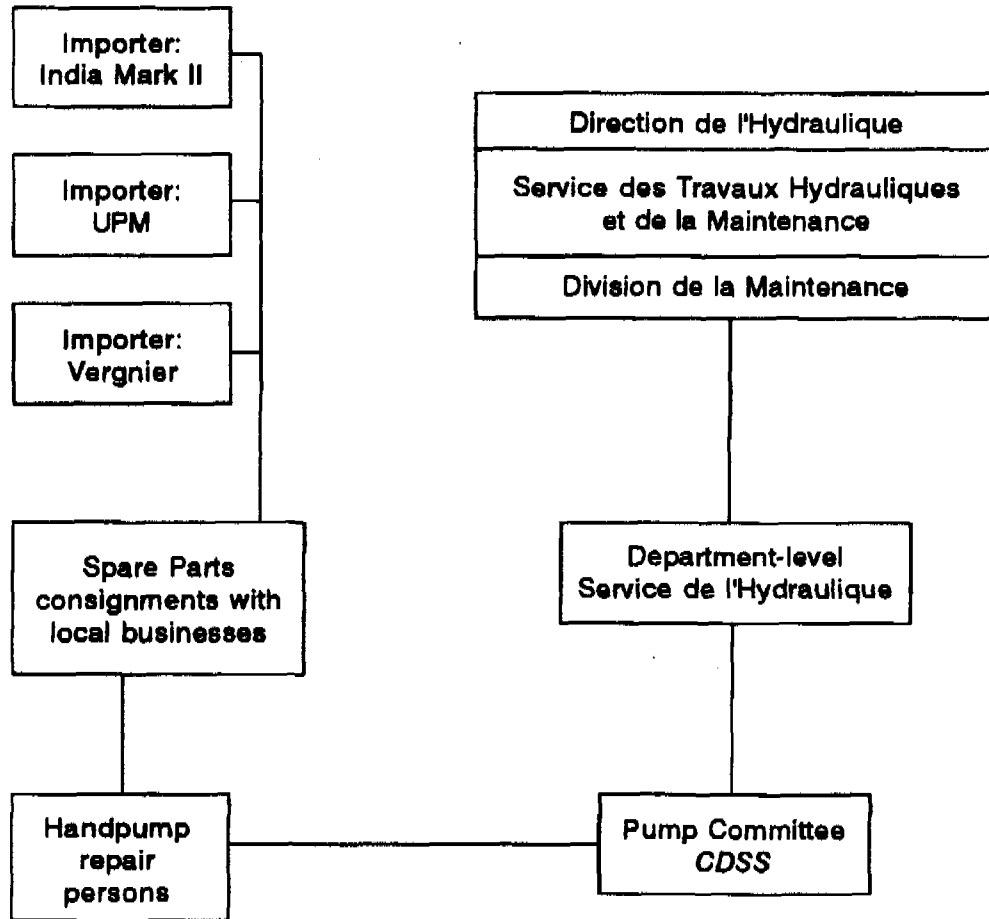 Importer:
India Mark II
Importer:
UPM
Importer:
Vergnier
Direction de l'Hydraulique
Service des Travaux Hydrauliques
et de la Maintenance
Division de la Maintenance
Spare Parts
consignments with
local businesses
Department-level
Service de l'Hydraulique
Handpump
repair
persons
Pump Committee
CDSS